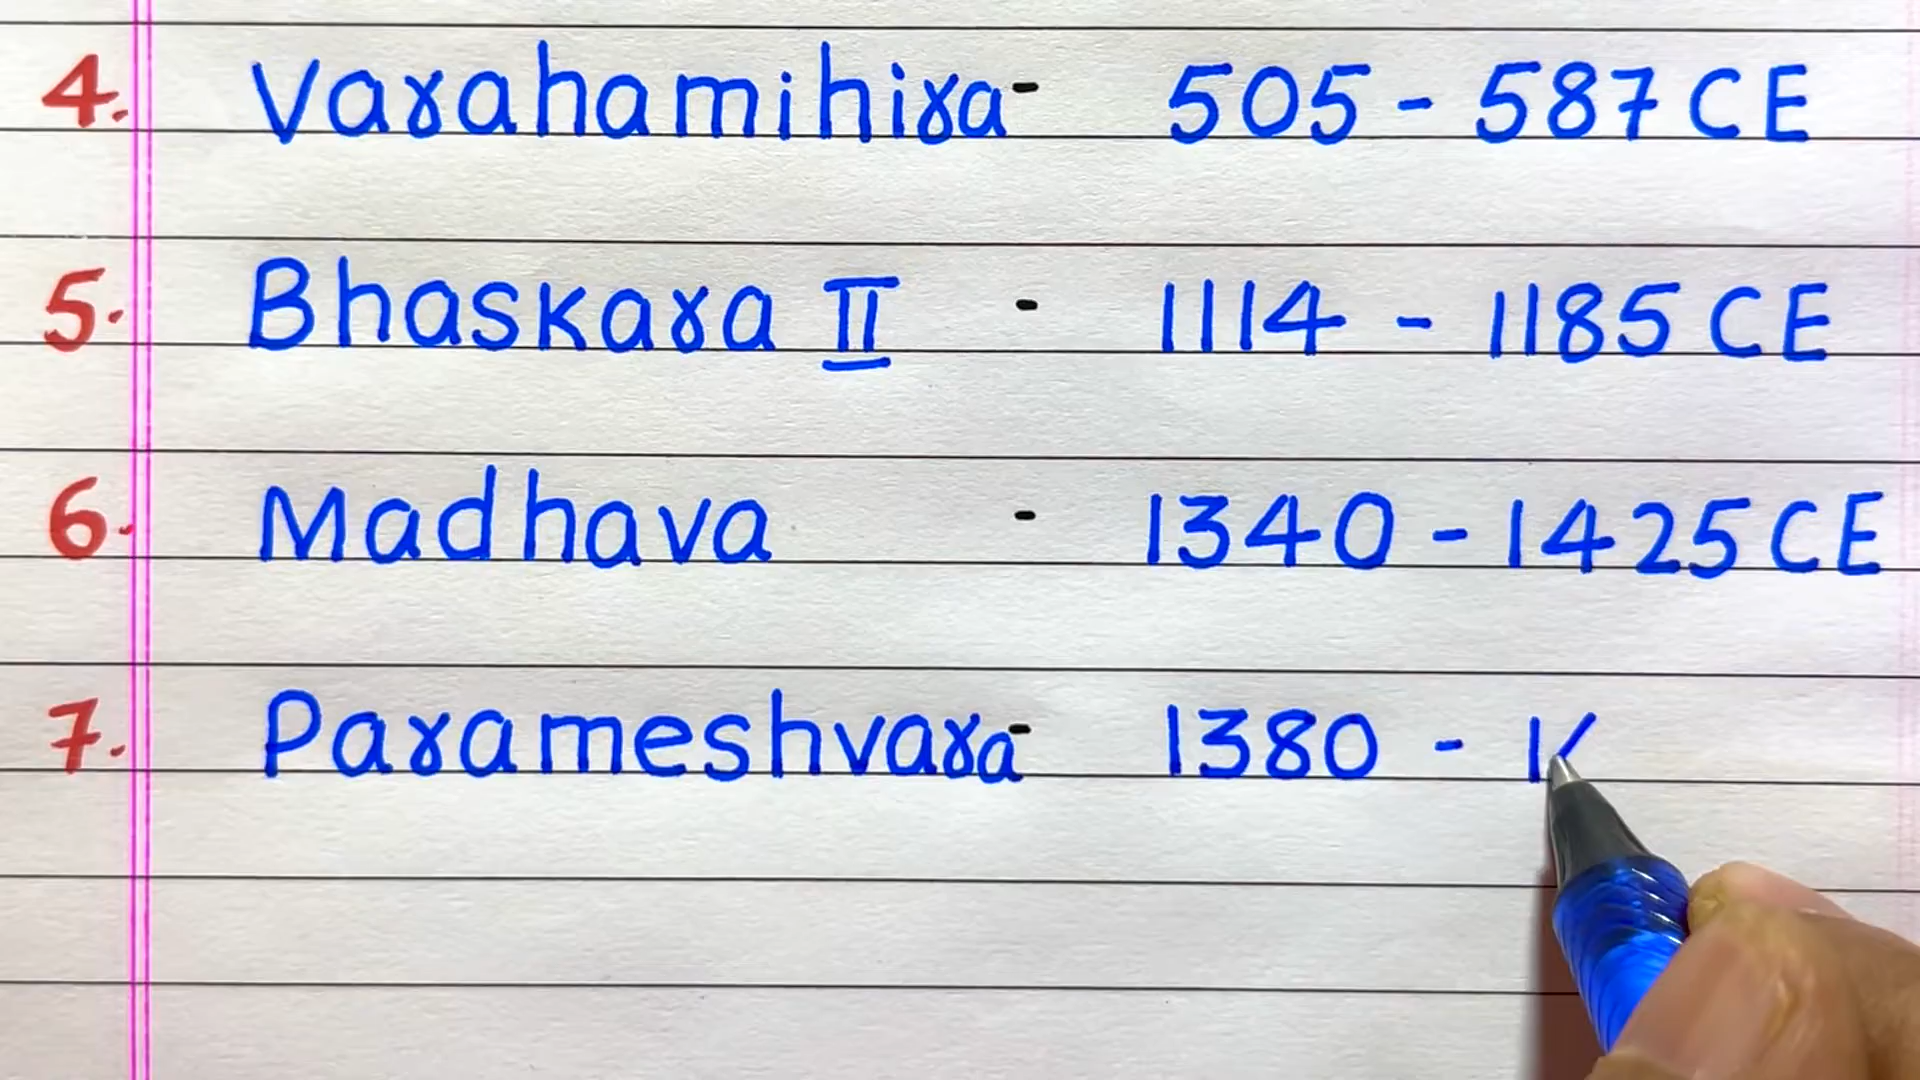 4. Varahamihira - 505 - 587 CE
5. Bhaskara II - 1114 - 1185 CE
6. Madhava - 1340 - 1425 CE
7. Parameshvara - 1380 - 1